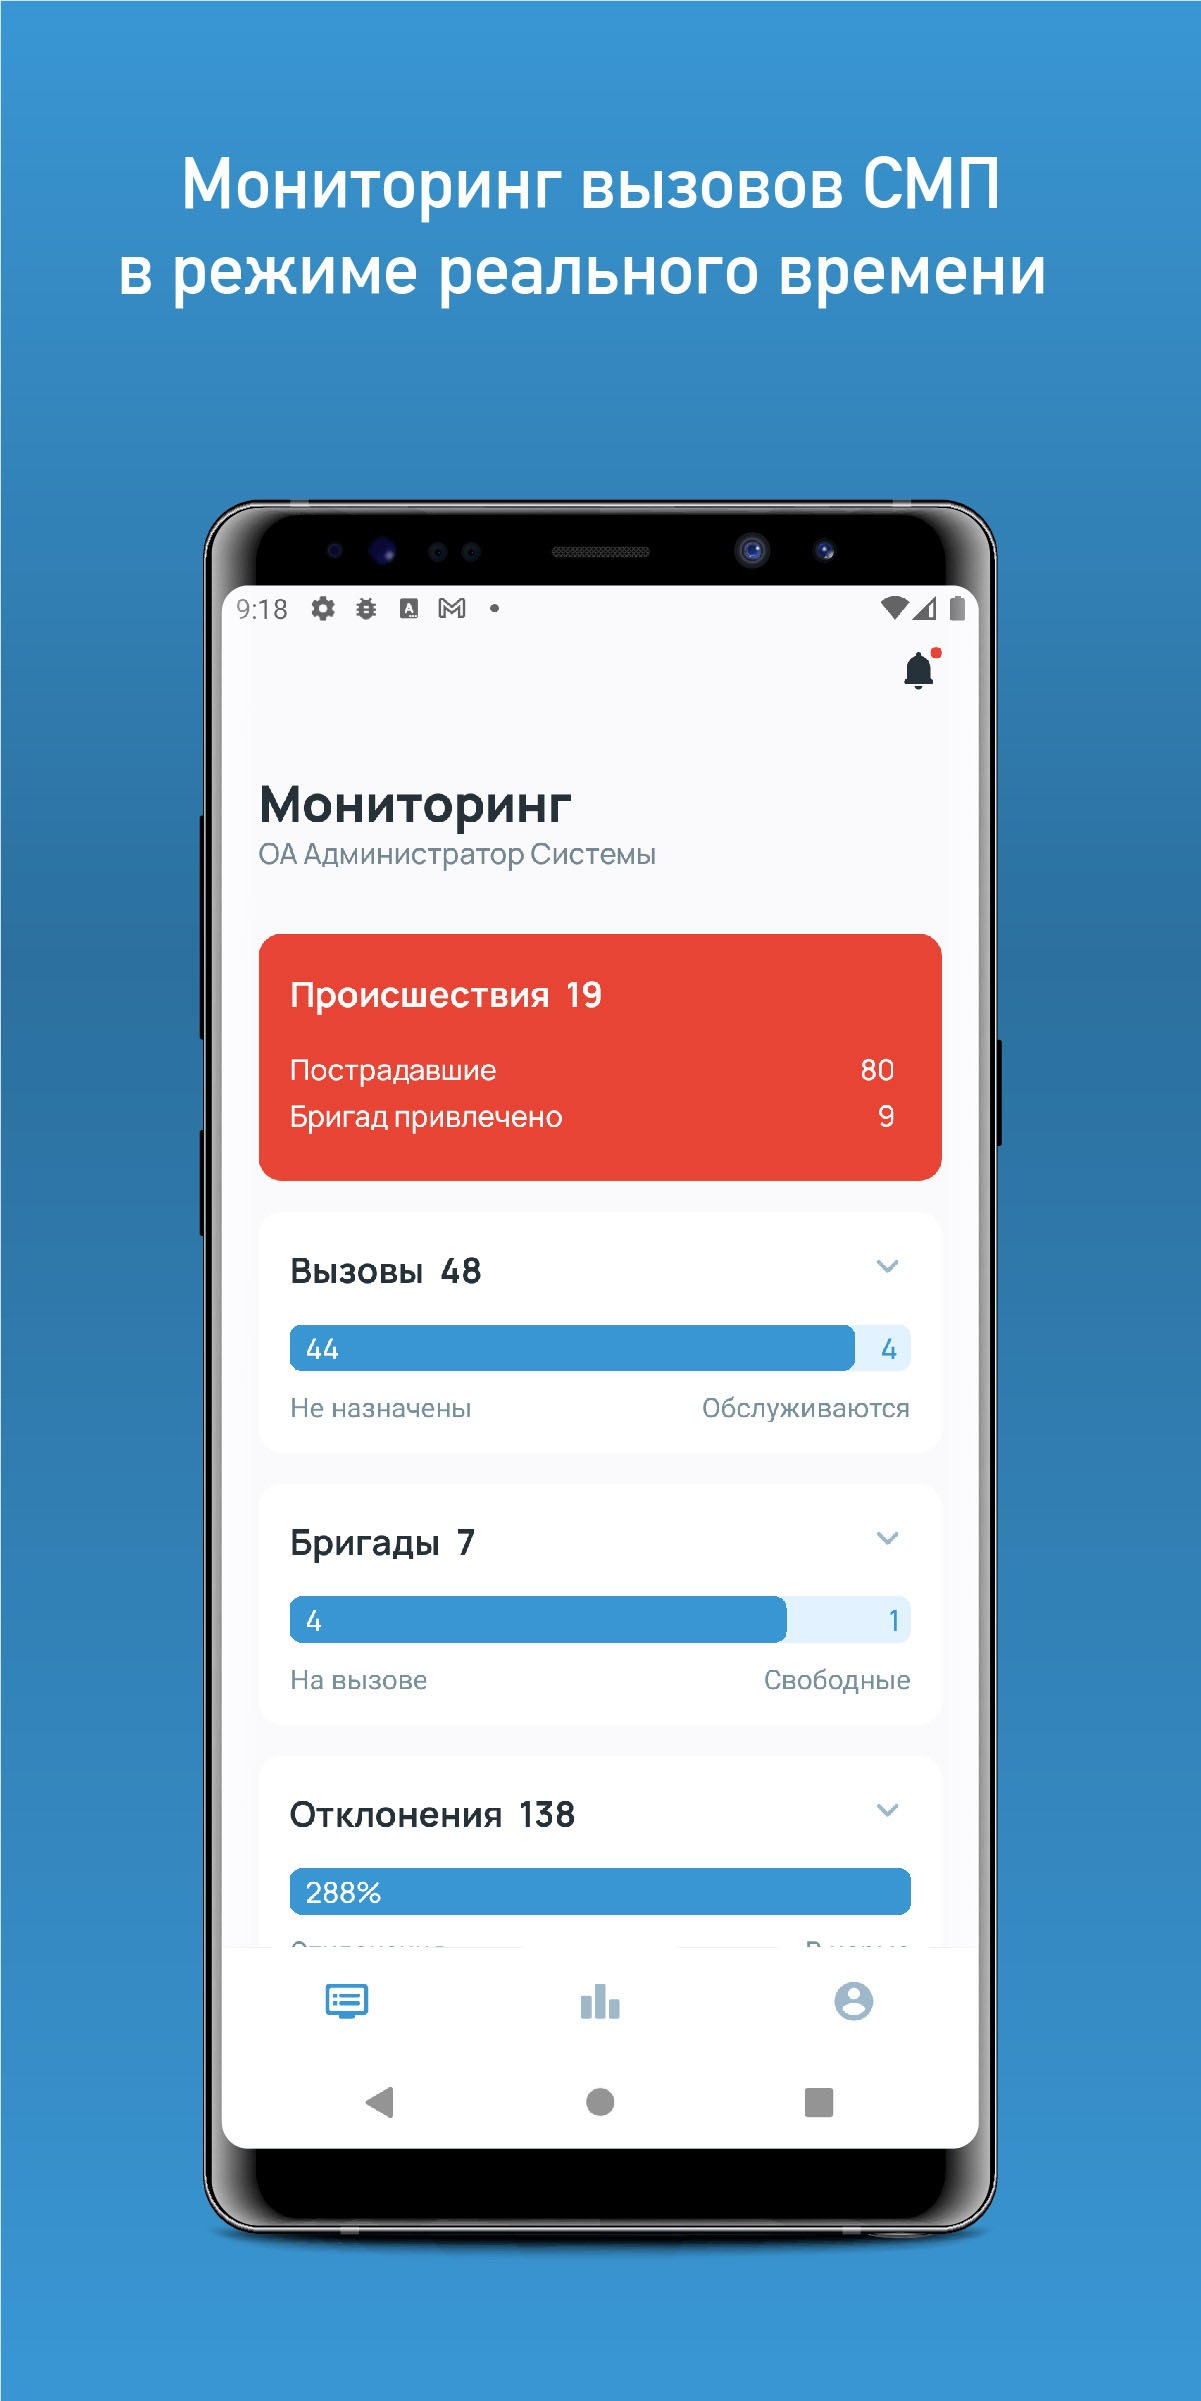 Мониторинг вызовов СМП
в режиме реального времени
9:18
Мониторинг
ОА Администратор Системы
Происшествия 19
Пострадавшие 80
Бригад привлечено 9
Вызовы 48
44 4
Не назначены Обслуживаются
Бригады 7
4 1
На вызове Свободные
Отклонения 138
288%